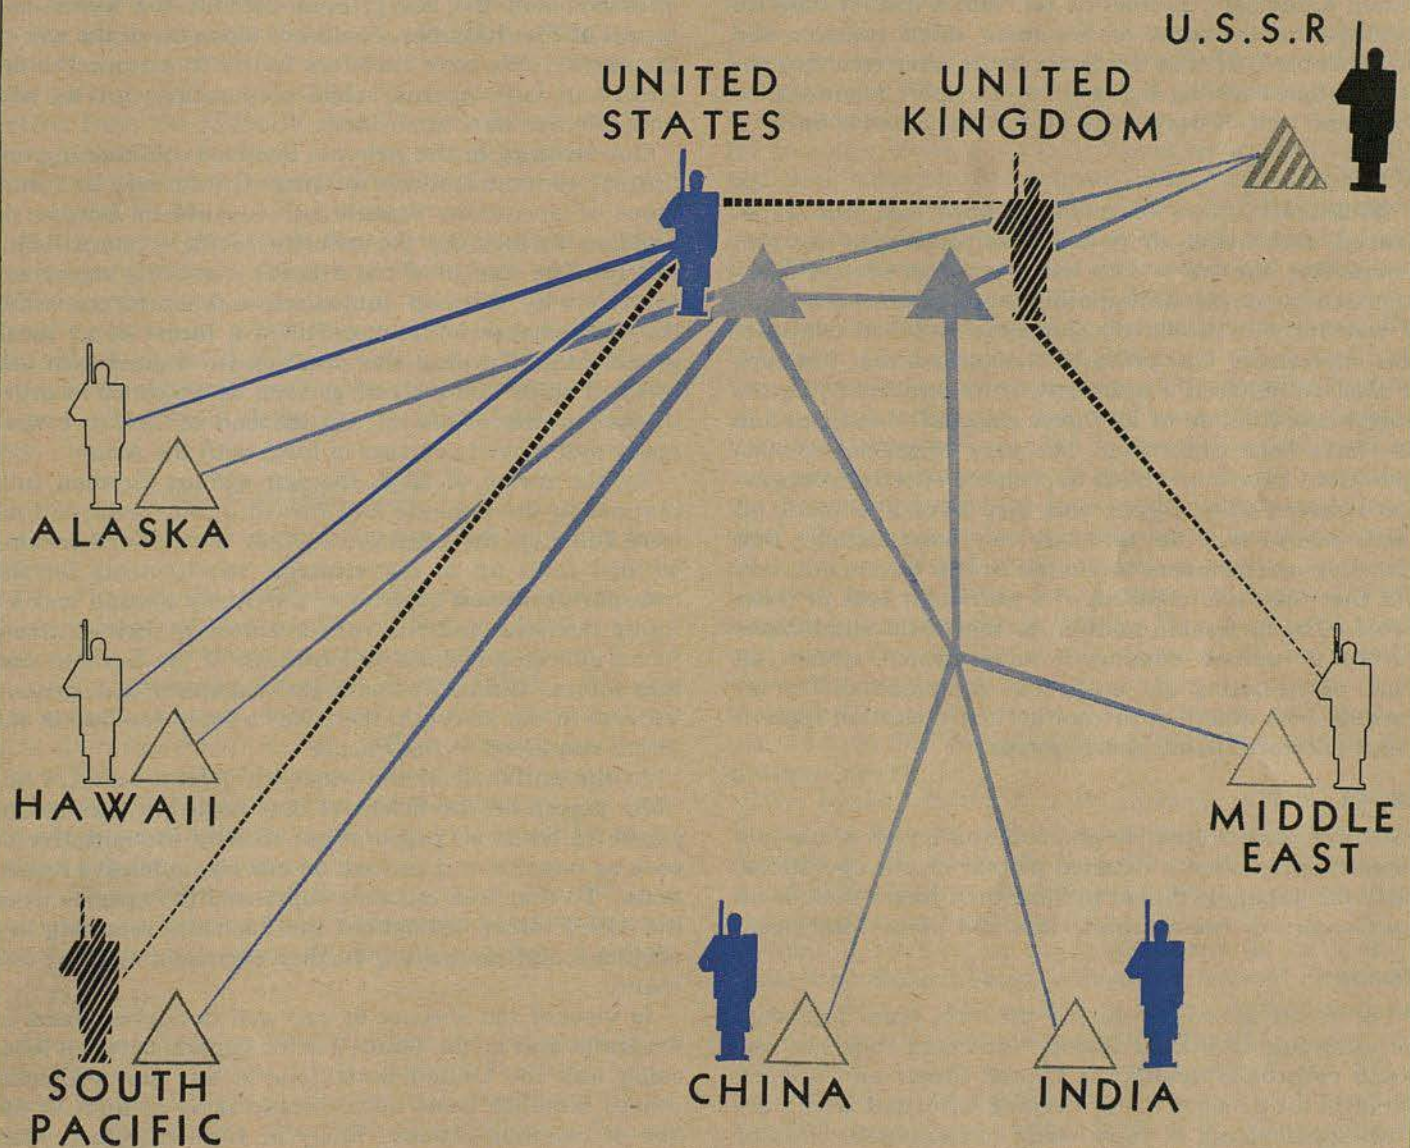 U.S.S.R
UNITED
STATES
UNITED
KINGDOM
ALASKA
HAWAII
MIDDLE
EAST
SOUTH
PACIFIC
CHINA
INDIA